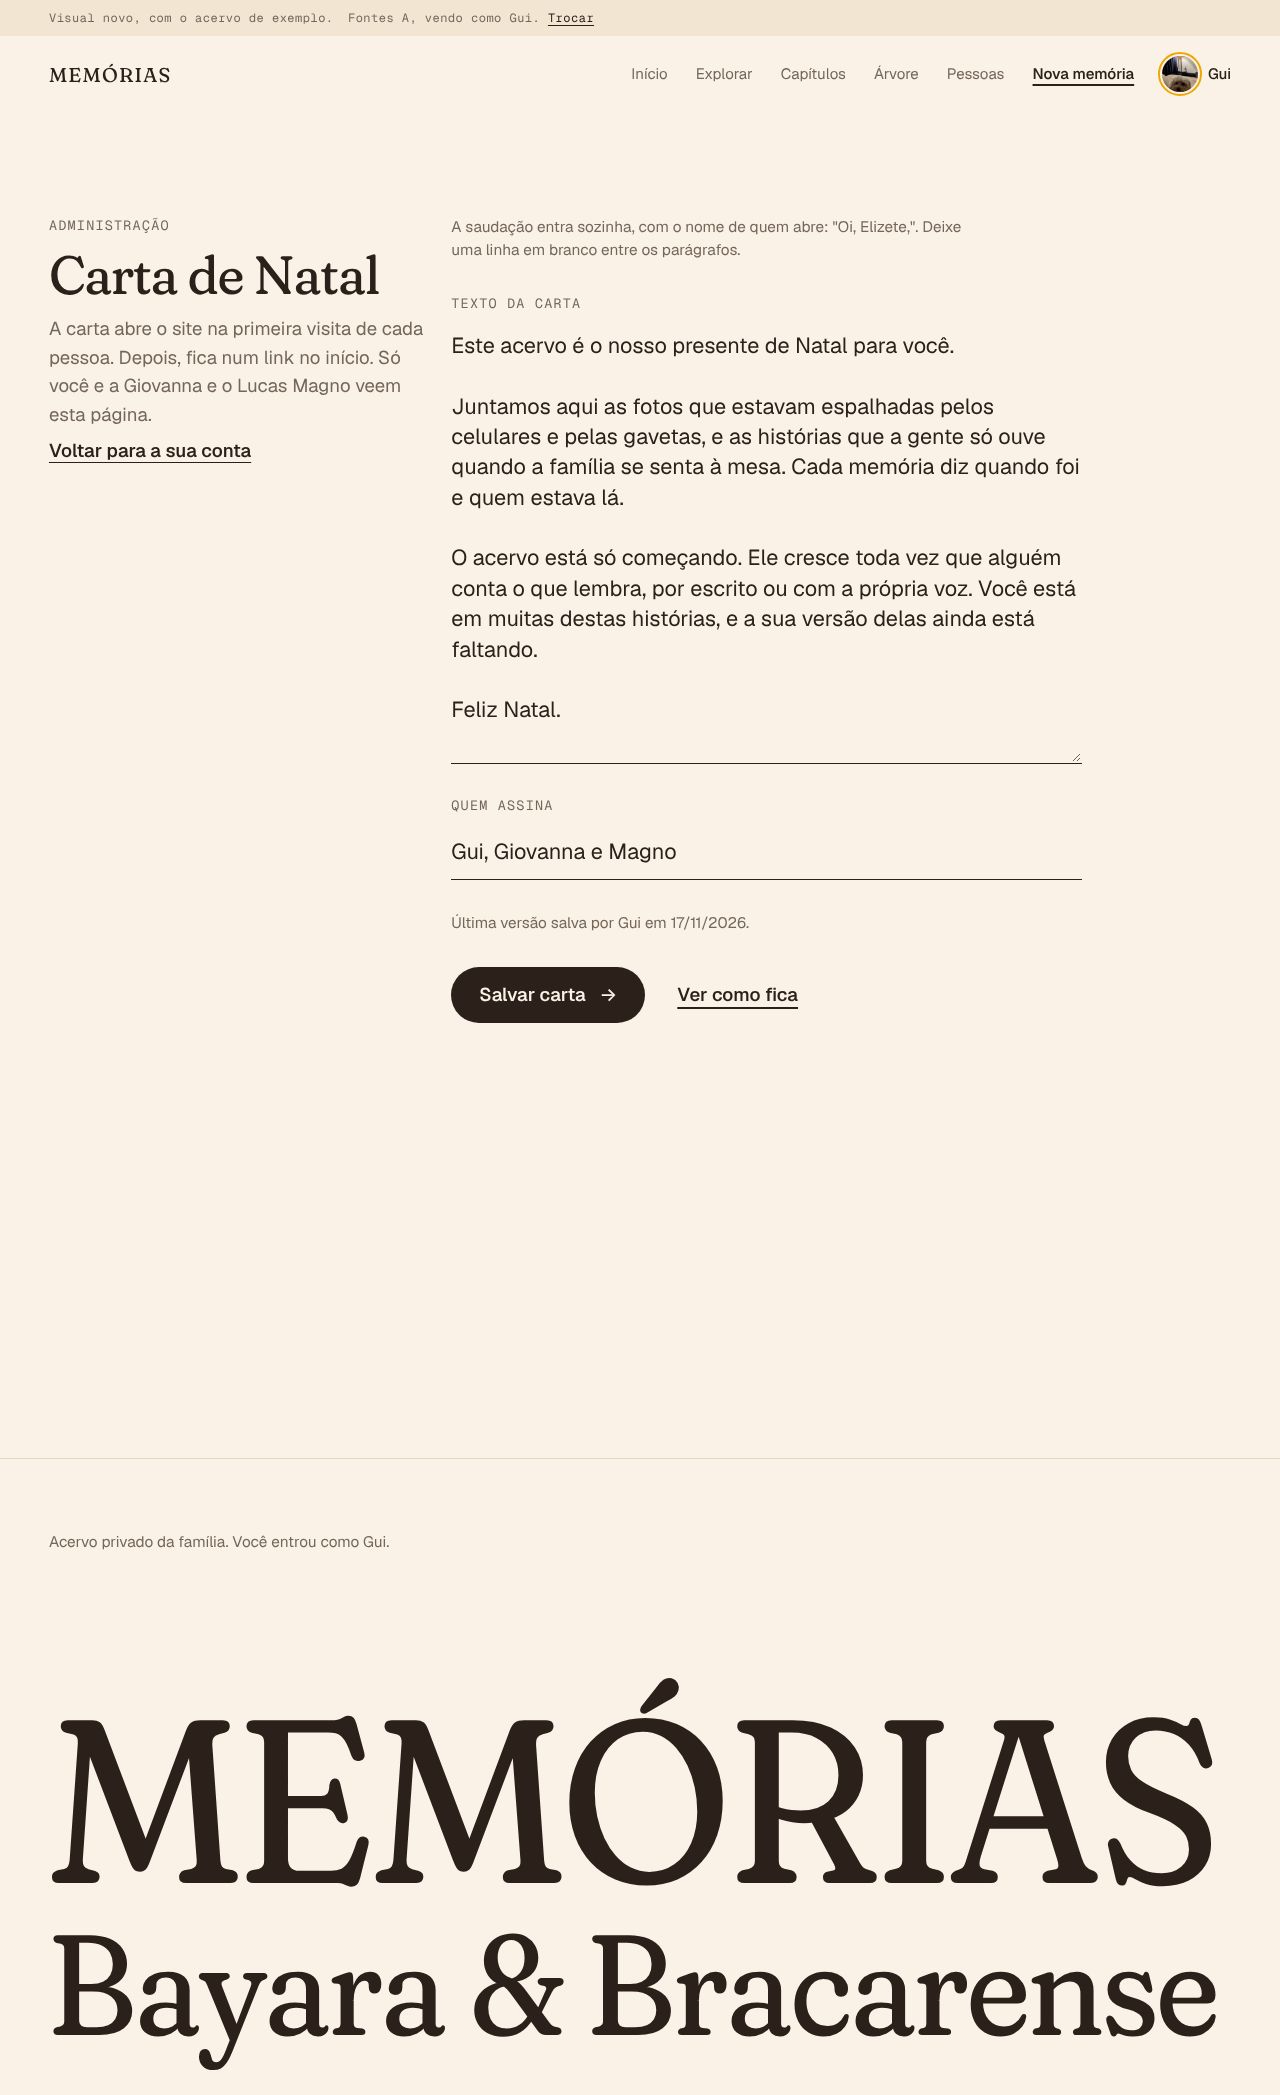 Visual novo, com o acervo de exemplo. Fontes A, vendo como Gui. Trocar
MEMÓRIAS
Início
Explorar
Capítulos
Árvore
Pessoas
Nova memória
Gui
ADMINISTRAÇÃO
Carta de Natal
A carta abre o site na primeira visita de cada
pessoa. Depois, fica num link no início. Só
você e a Giovanna e o Lucas Magno veem
esta página.
Voltar para a sua conta
A saudação entra sozinha, com o nome de quem abre: "Oi, Elizete,". Deixe
uma linha em branco entre os parágrafos.
TEXTO DA CARTA
Este acervo é o nosso presente de Natal para você.
Juntamos aqui as fotos que estavam espalhadas pelos
celulares e pelas gavetas, e as histórias que a gente só ouve
quando a família se senta à mesa. Cada memória diz quando foi
e quem estava lá.
O acervo está só começando. Ele cresce toda vez que alguém
conta o que lembra, por escrito ou com a própria voz. Você está
em muitas destas histórias, e a sua versão delas ainda está
faltando.
Feliz Natal.
QUEM ASSINA
Gui, Giovanna e Magno
Última versão salva por Gui em 17/11/2026.
Salvar carta →
Ver como fica
Acervo privado da família. Você entrou como Gui.
MEMÓRIAS
Bayara & Bracarense